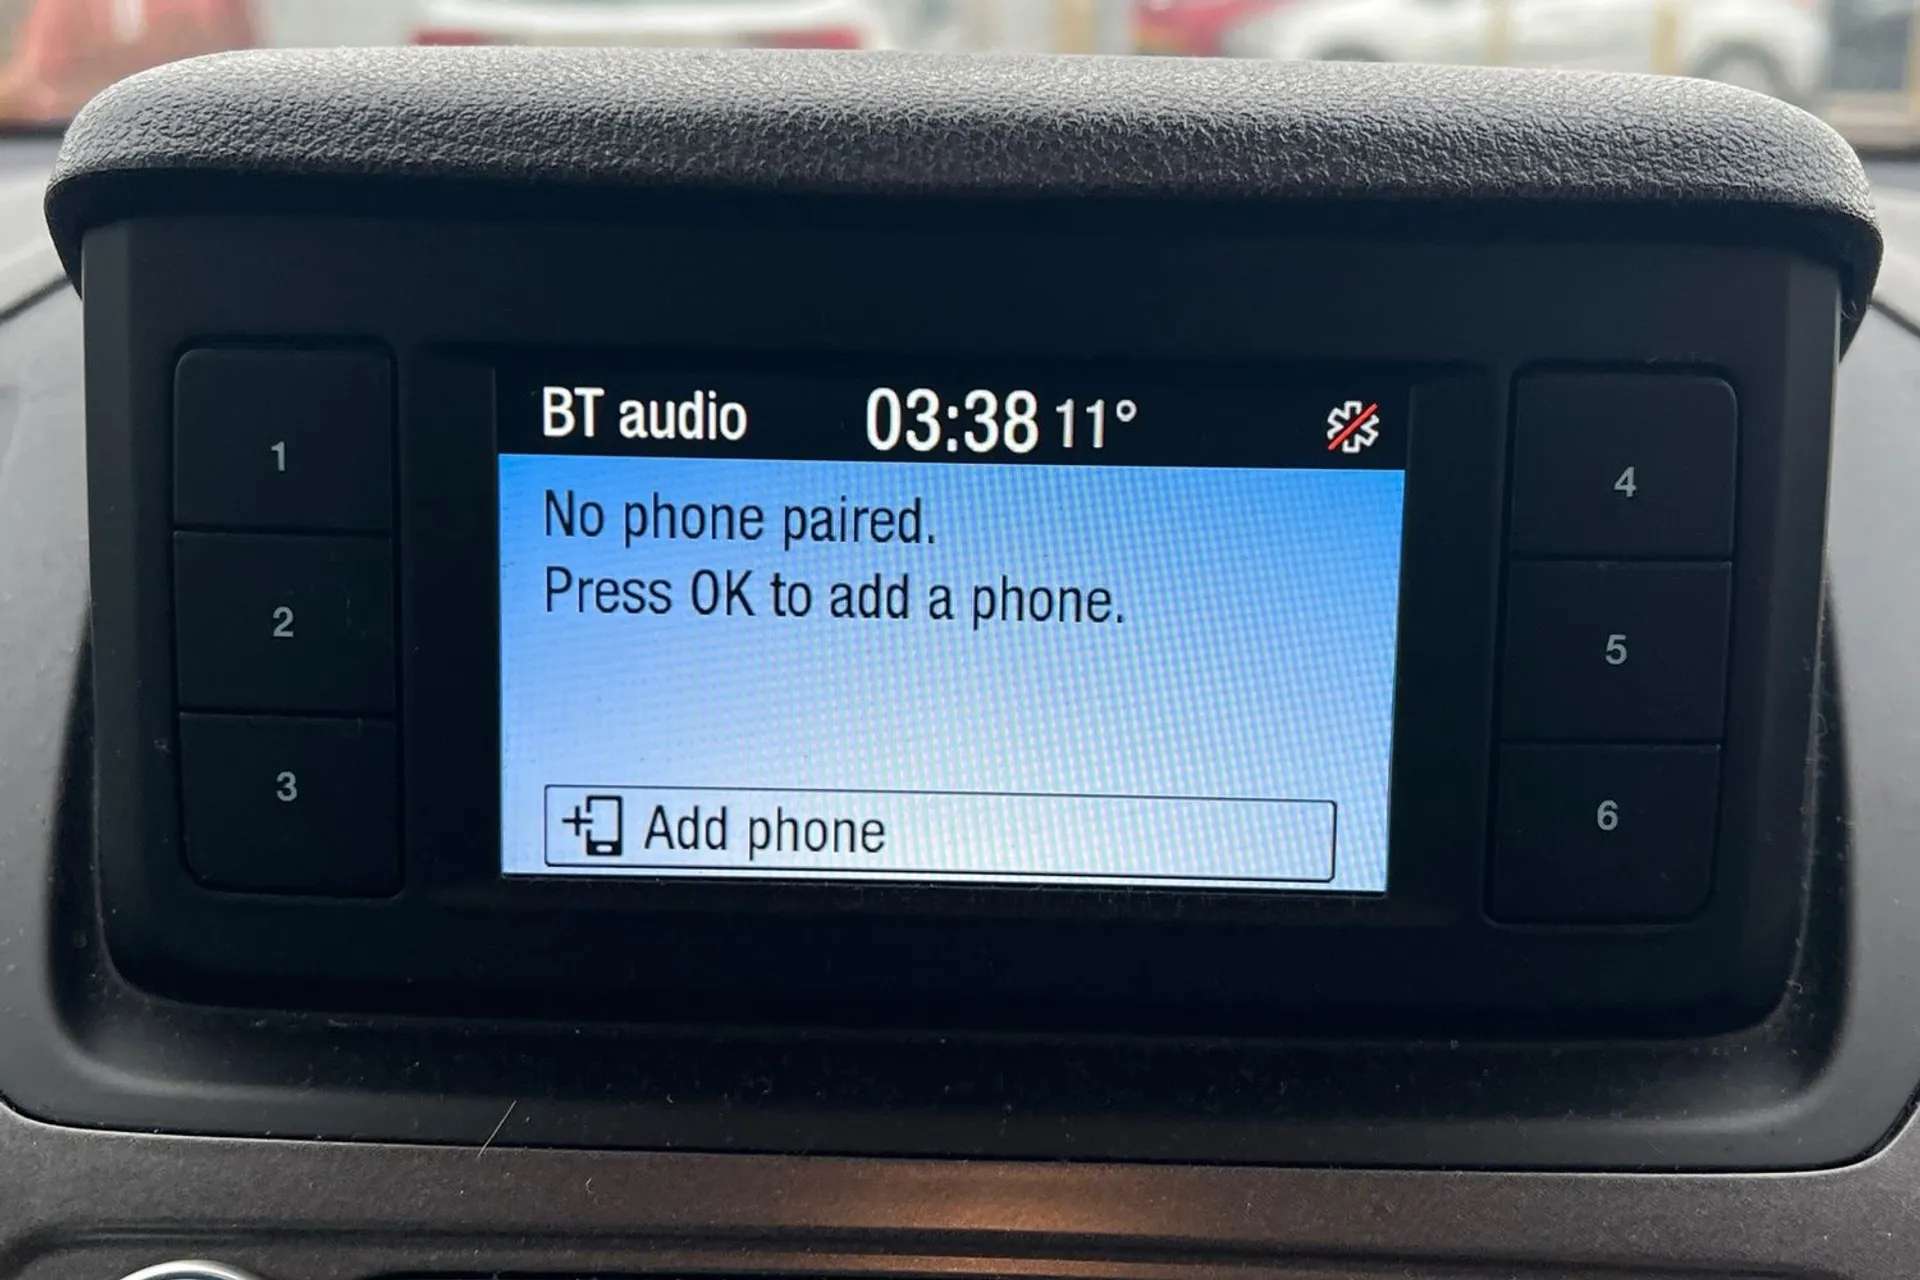 BT audio 03:38 11°
No phone paired.
Press OK to add a phone.
Add phone
1
2
3
4
5
6